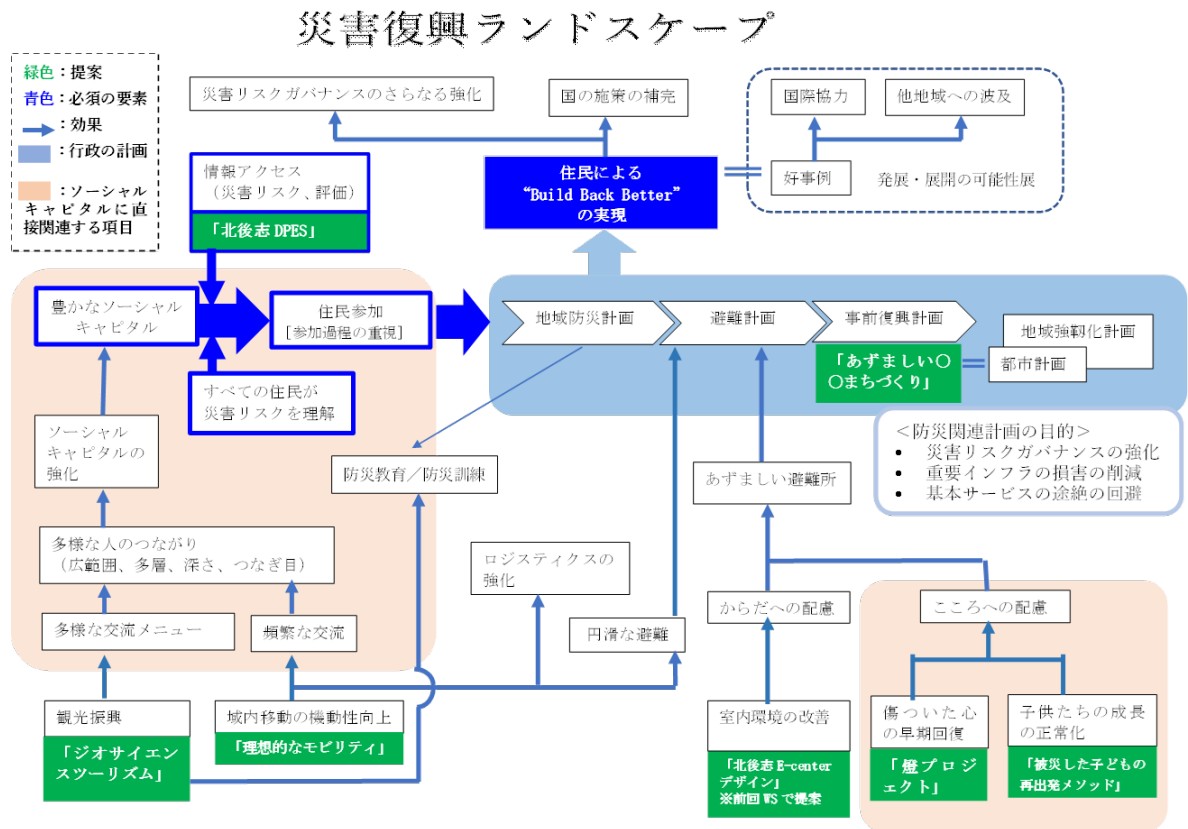 災害復興ランドスケープ
緑色：提案
青色：必須の要素
：効果
：行政の計画
：ソーシャル
キャピタルに直
接関連する項目
災害リスクガバナンスのさらなる強化
国の施策の補完
国際協力
他地域への波及
好事例
発展・展開の可能性展
住民による
“Build Back Better”
の実現
情報アクセス
（災害リスク、評価）
「北後志 DPES」
豊かなソーシャル
キャピタル
住民参加
[参加過程の重視]
すべての住民が
災害リスクを理解
地域防災計画
避難計画
事前復興計画
「あずましい〇
〇まちづくり」
地域強靭化計画
都市計画
＜防災関連計画の目的＞
• 災害リスクガバナンスの強化
• 重要インフラの損害の削減
• 基本サービスの途絶の回避
ソーシャル
キャピタルの
強化
防災教育／防災訓練
あずましい避難所
多様な人のつながり
（広範囲、多層、深さ、つなぎ目）
ロジスティクスの
強化
多様な交流メニュー
頻繁な交流
円滑な避難
からだへの配慮
こころへの配慮
観光振興
「ジオサイエン
スツーリズム」
域内移動の機動性向上
「理想的なモビリティ」
室内環境の改善
「北後志 E-center
デザイン」
※前回 WS で提案
傷ついた心
の早期回復
「燈プロジ
ェクト」
子供たちの成長
の正常化
「被災した子どもの
再出発メソッド」